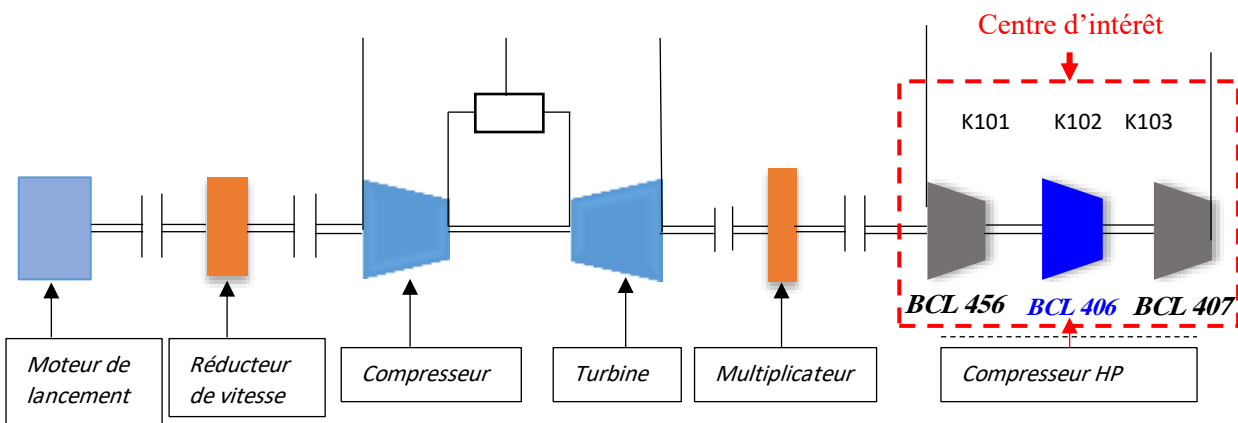 Centre d’intérêt
K101 K102 K103
BCL 456 BCL 406 BCL 407
Moteur de
lancement
Réducteur
de vitesse
Compresseur
Turbine
Multiplicateur
Compresseur HP